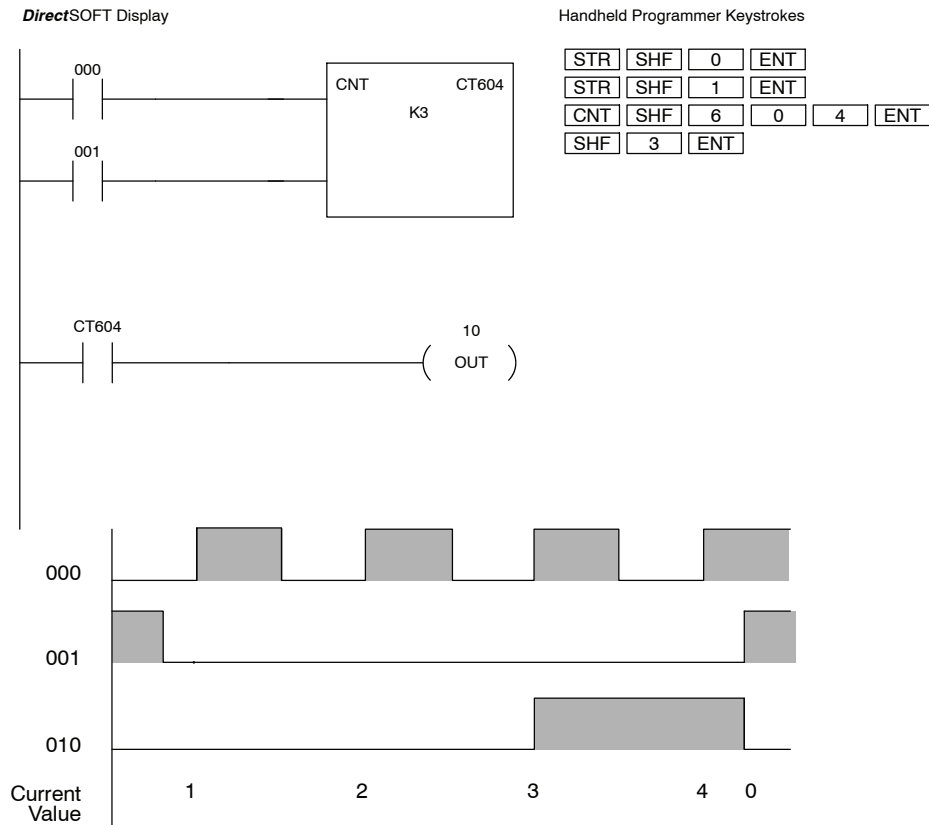 DirectSOFT Display
Handheld Programmer Keystrokes
000
CNT CT604
K3
001
STR SHF 0 ENT
STR SHF 1 ENT
CNT SHF 6 0 4 ENT
SHF 3 ENT
CT604
10
OUT
000
001
010
Current Value 1 2 3 4 0